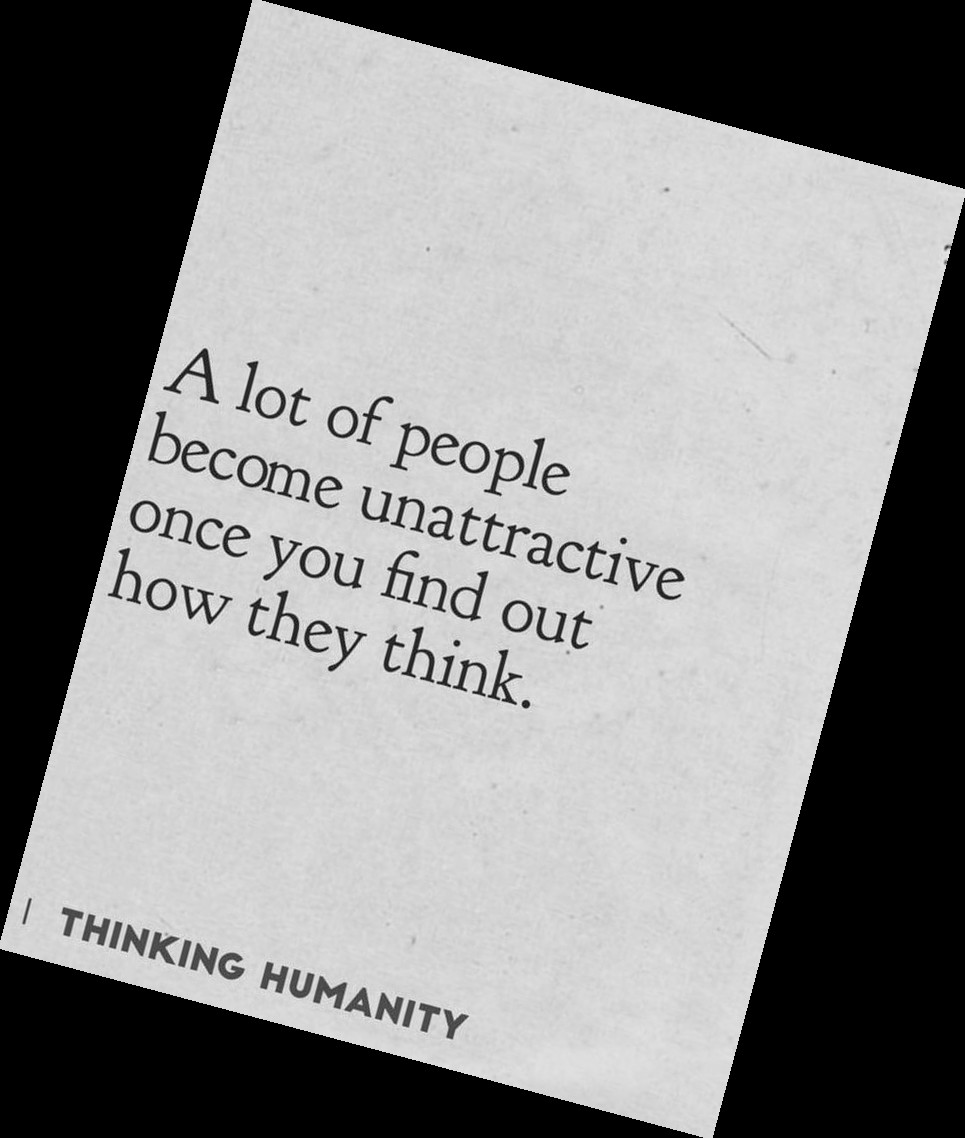 A lot of people
become unattractive
once you find out
how they think.
| THINKING HUMANITY